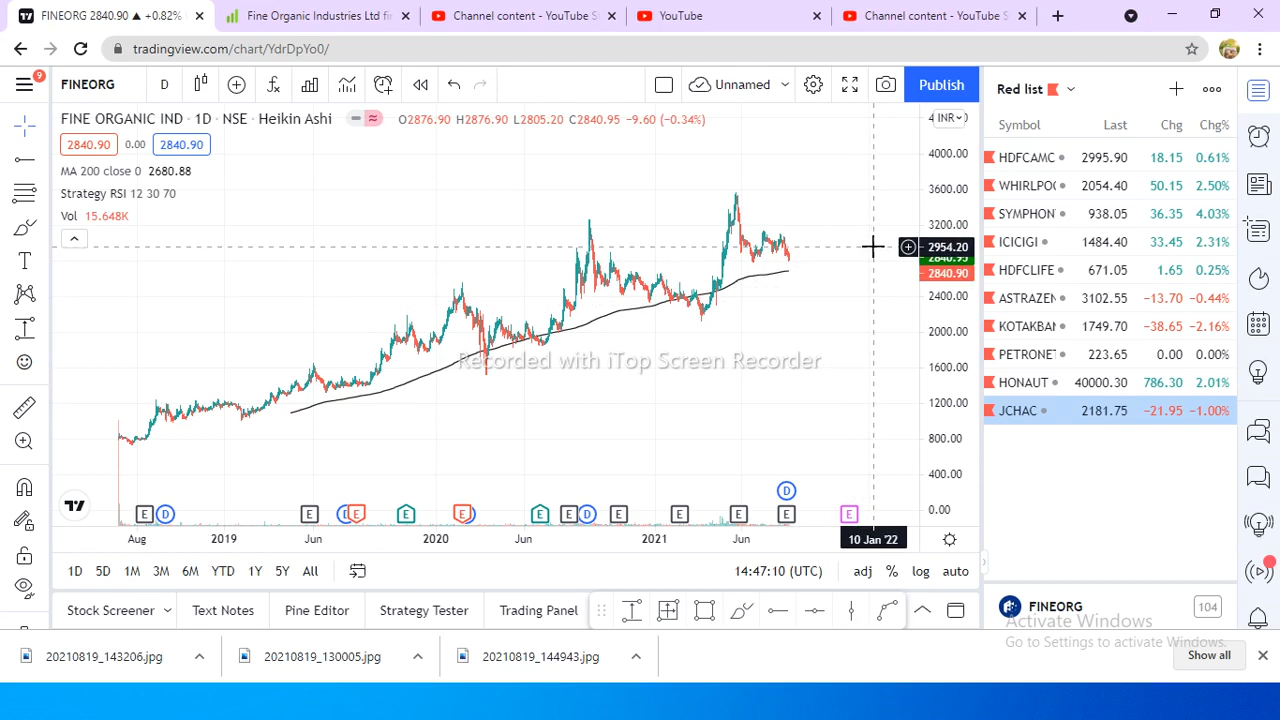 FINEORG 2840.90 ▲ +0.82%
Fine Organic Industries Ltd fin
Channel content - YouTube S
YouTube
Channel content - YouTube S
tradingview.com/chart/YdrDpYo0/
9
FINEORG
D
Unnamed
Publish
Red list
FINE ORGANIC IND · 1D · NSE · Heikin Ashi
O2876.90 H2876.90 L2805.20 C2840.95 −9.60 (−0.34%)
INR
2840.90 0.00 2840.90
MA 200 close 0 2680.88
Strategy RSI 12 30 70
Vol 15.648K
4000.00
3600.00
3200.00
2954.20
2840.95
2840.90
2400.00
2000.00
1600.00
1200.00
800.00
400.00
0.00
Symbol Last Chg Chg%
HDFCAMC 2995.90 18.15 0.61%
WHIRLPOO 2054.40 50.15 2.50%
SYMPHON 938.05 36.35 4.03%
ICICIGI 1484.40 33.45 2.31%
HDFCLIFE 671.05 1.65 0.25%
ASTRAZEN 3102.55 −13.70 −0.44%
KOTAKBAN 1749.70 −38.65 −2.16%
PETRONET 223.65 0.00 0.00%
HONAUT 40000.30 786.30 2.01%
JCHAC 2181.75 −21.95 −1.00%
Recorded with iTop Screen Recorder
D
E D E E E E D E E D E E E E E
Aug 2019 Jun 2020 Jun 2021 Jun 10 Jan '22
1D 5D 1M 3M 6M YTD 1Y 5Y All
14:47:10 (UTC) adj % log auto
Stock Screener Text Notes Pine Editor Strategy Tester Trading Panel
FINEORG 104
Activate Windows
Go to Settings to activate Windows.
20210819_143206.jpg 20210819_130005.jpg 20210819_144943.jpg Show all